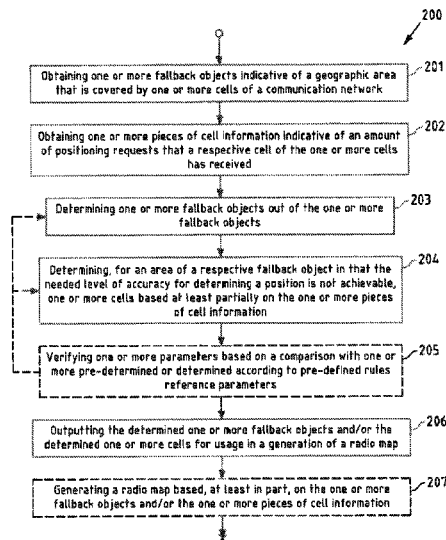 200
201
Obtaining one or more fallback objects indicative of a geographic area
that is covered by one or more cells of a communication network
202
Obtaining one or more pieces of cell information indicative of an amount
of positioning requests that a respective cell of the one or more cells
has received
203
Determining one or more fallback objects out of the one or more
fallback objects
204
Determining, for an area of a respective fallback object in that the
needed level of accuracy for determining a position is not achievable,
one or more cells based at least partially on the one or more pieces
of cell information
205
Verifying one or more parameters based on a comparison with one or
more pre-determined or determined according to pre-defined rules
reference parameters
206
Outputting the determined one or more fallback objects and/or the
determined one or more cells for usage in a generation of a radio map
207
Generating a radio map based, at least in part, on the one or more
fallback objects and/or the one or more pieces of cell information